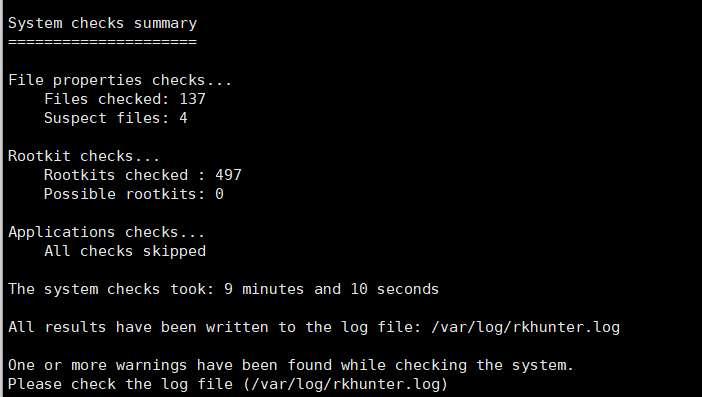 System checks summary
=====================
File properties checks...
Files checked: 137
Suspect files: 4
Rootkit checks...
Rootkits checked : 497
Possible rootkits: 0
Applications checks...
All checks skipped
The system checks took: 9 minutes and 10 seconds
All results have been written to the log file: /var/log/rkhunter.log
One or more warnings have been found while checking the system.
Please check the log file (/var/log/rkhunter.log)